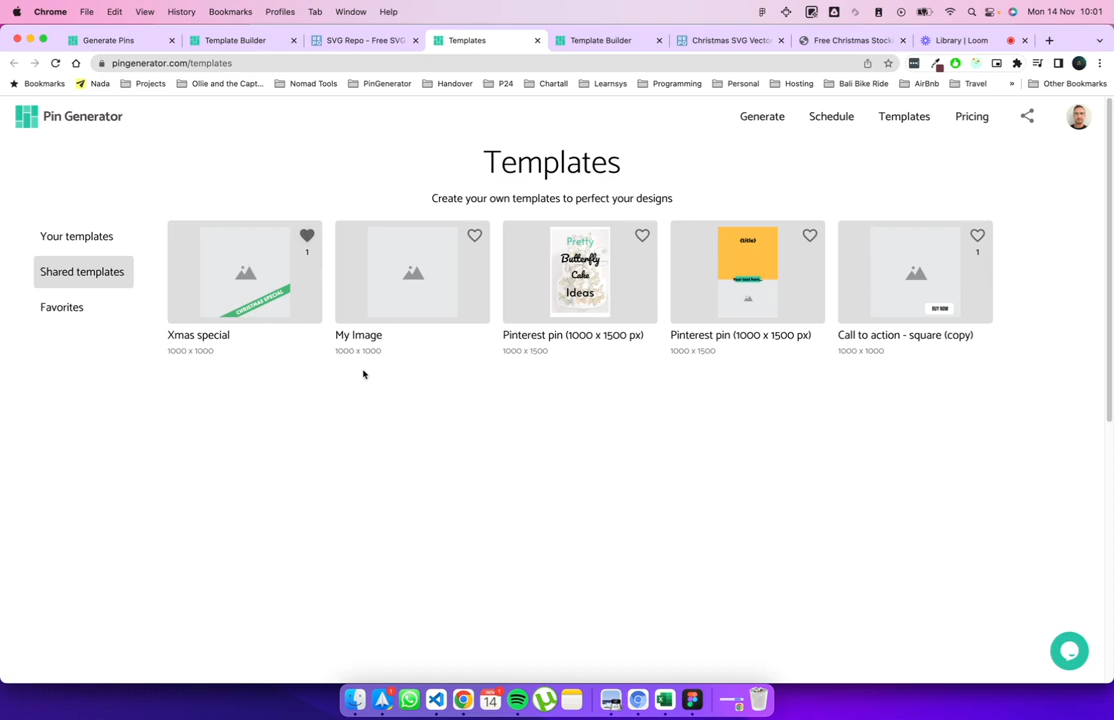 Chrome File Edit View History Bookmarks Profiles Tab Window Help Mon 14 Nov 10:01
Generate Pins Template Builder SVG Repo - Free SVG Templates Template Builder Christmas SVG Vecto Free Christmas Stock Library | Loom
pingenerator.com/templates
Bookmarks Nada Projects Ollie and the Capt... Nomad Tools PinGenerator Handover P24 Chartall Learnsys Programming Personal Hosting Bali Bike Ride AirBnb Travel » Other Bookmarks
Pin Generator Generate Schedule Templates Pricing
Templates
Create your own templates to perfect your designs
Your templates
Shared templates
Favorites
1
CHRISTMAS SPECIAL
Xmas special
1000 x 1000
My Image
1000 x 1000
Pretty
Butterfly
Cake
Ideas
Pinterest pin (1000 x 1500 px)
1000 x 1500
{title}
Your text here..
Pinterest pin (1000 x 1500 px)
1000 x 1500
1
BUY NOW
Call to action - square (copy)
1000 x 1000
NOV
14
1